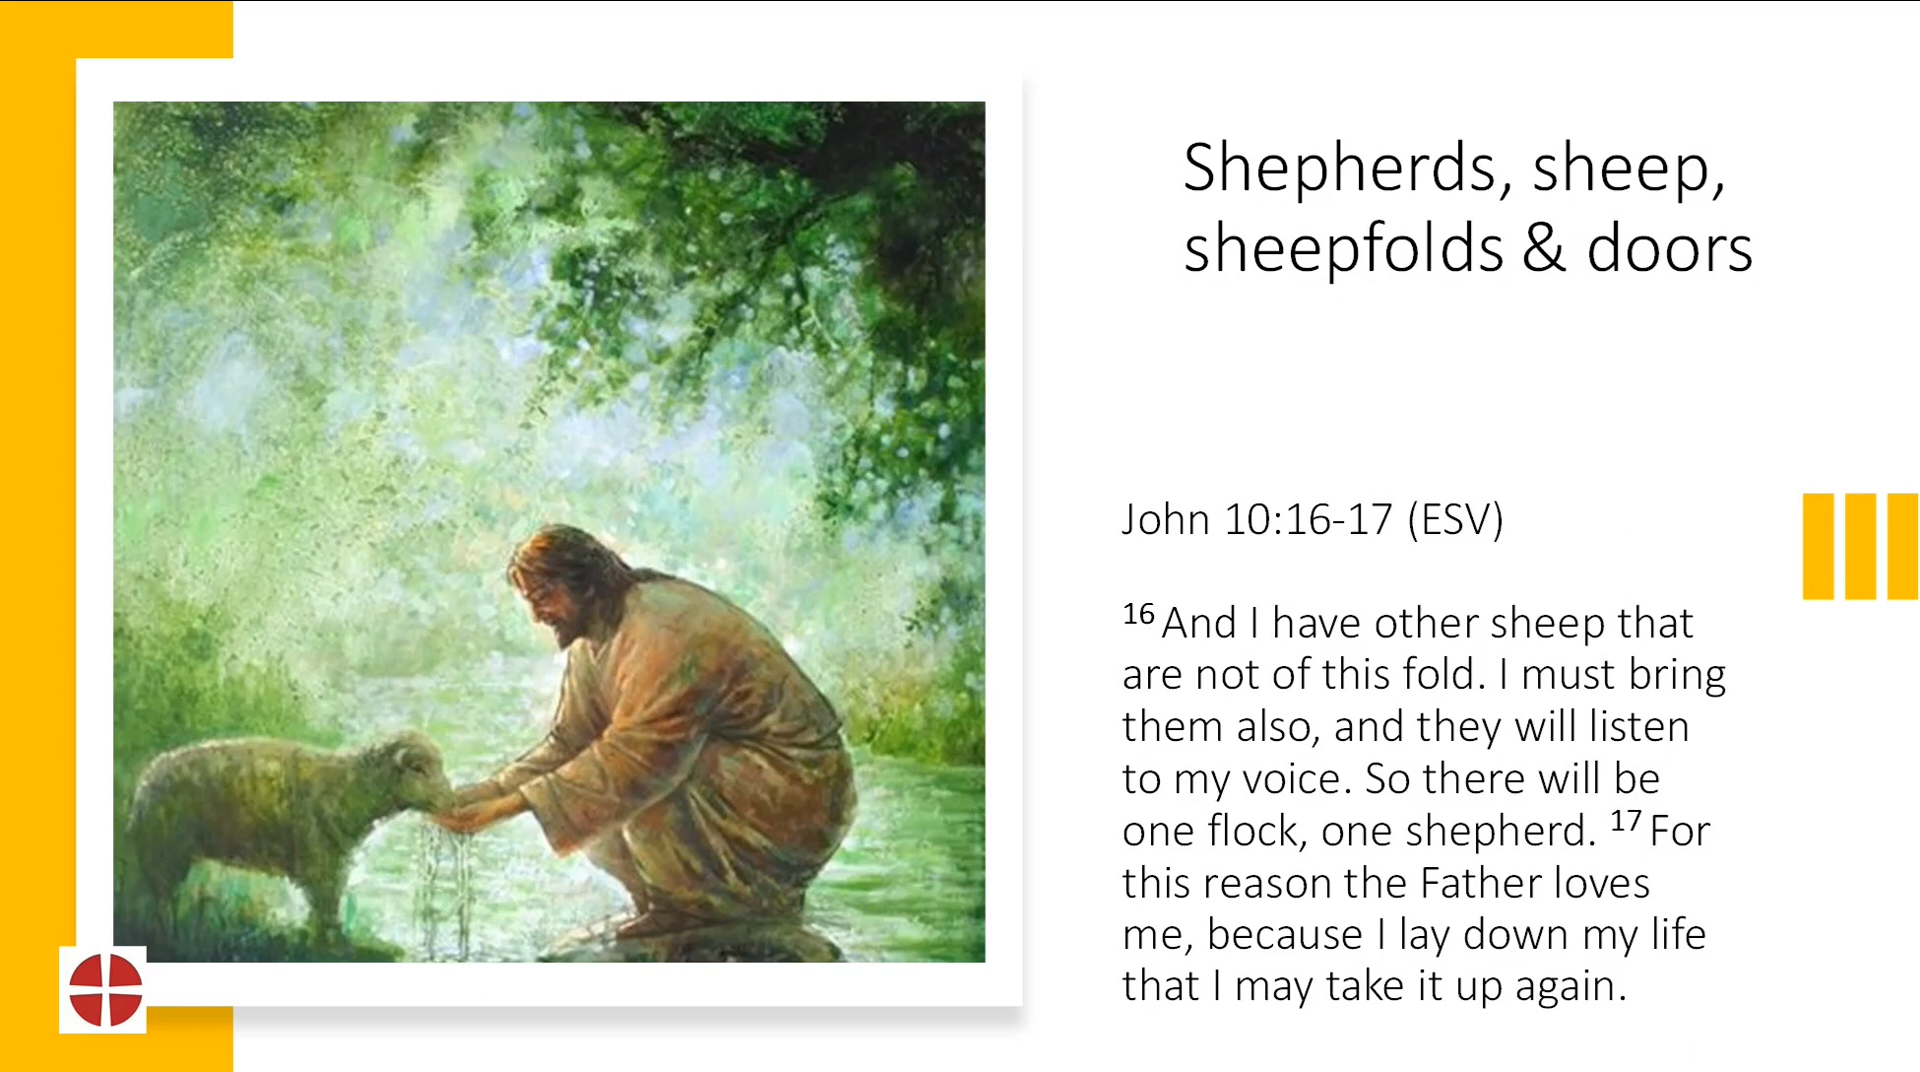 Shepherds, sheep,
sheepfolds & doors
John 10:16-17 (ESV)
16 And I have other sheep that
are not of this fold. I must bring
them also, and they will listen
to my voice. So there will be
one flock, one shepherd. 17 For
this reason the Father loves
me, because I lay down my life
that I may take it up again.